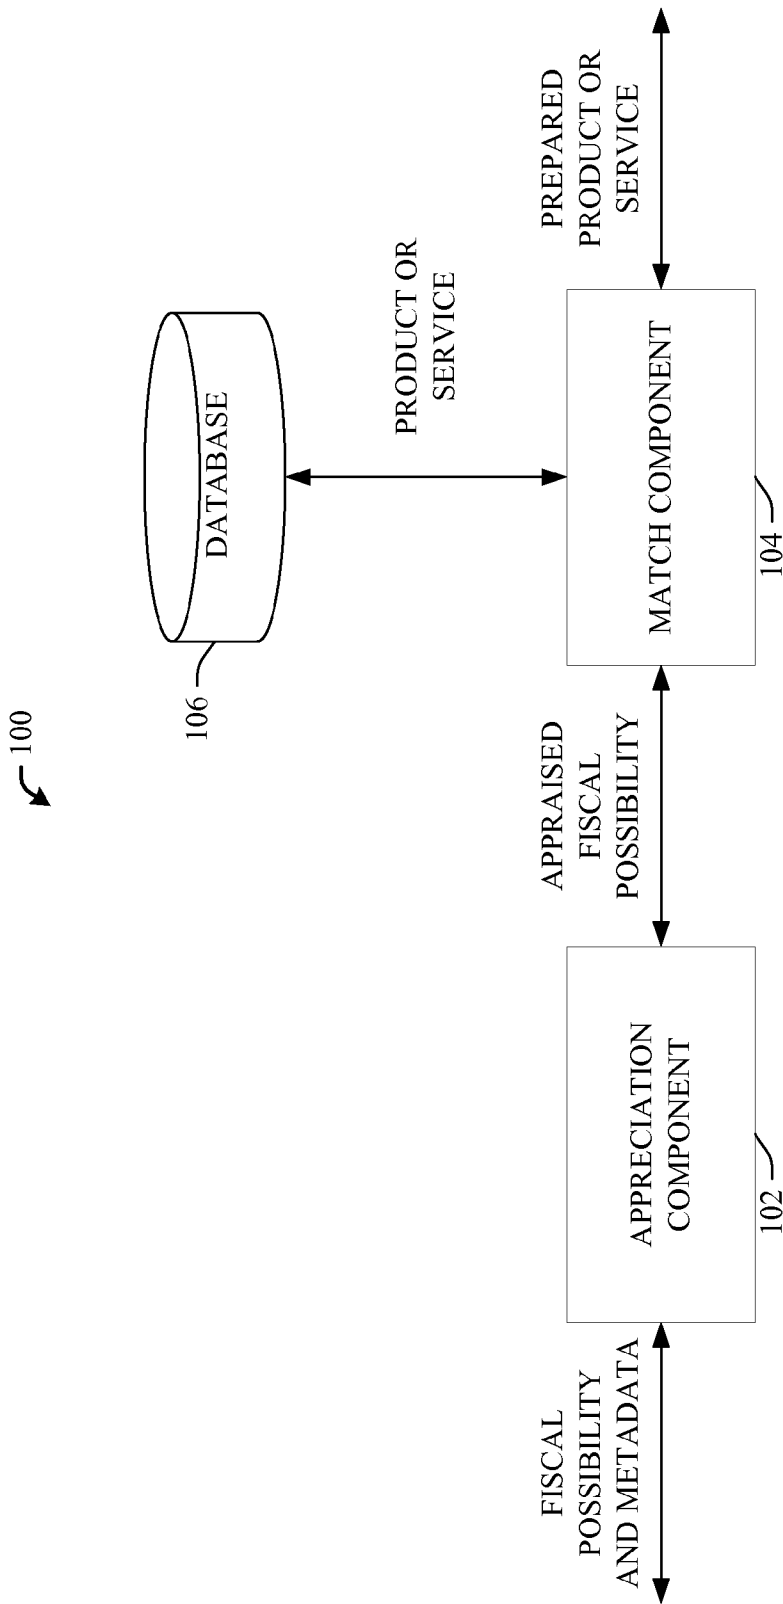 100
DATABASE
106
PRODUCT OR
SERVICE
FISCAL
POSSIBILITY
AND METADATA
APPRECIATION
COMPONENT
102
APPRAISED
FISCAL
POSSIBILITY
MATCH COMPONENT
104
PREPARED
PRODUCT OR
SERVICE